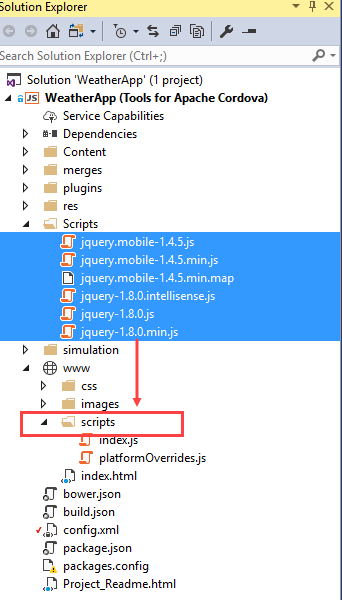 Solution Explorer
Search Solution Explorer (Ctrl+;)
Solution 'WeatherApp' (1 project)
JS WeatherApp (Tools for Apache Cordova)
Service Capabilities
Dependencies
Content
merges
plugins
res
Scripts
jquery.mobile-1.4.5.js
jquery.mobile-1.4.5.min.js
jquery.mobile-1.4.5.min.map
jquery-1.8.0.intellisense.js
jquery-1.8.0.js
jquery-1.8.0.min.js
simulation
www
css
images
scripts
index.js
platformOverrides.js
index.html
bower.json
build.json
config.xml
package.json
packages.config
Project_Readme.html